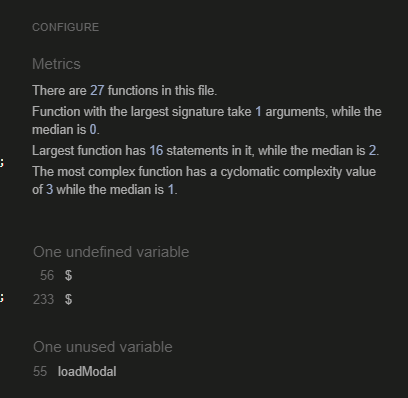 CONFIGURE
Metrics
There are 27 functions in this file.
Function with the largest signature take 1 arguments, while the
median is 0.
Largest function has 16 statements in it, while the median is 2.
;
The most complex function has a cyclomatic complexity value
of 3 while the median is 1.
One undefined variable
56 $
; 233 $
One unused variable
55 loadModal